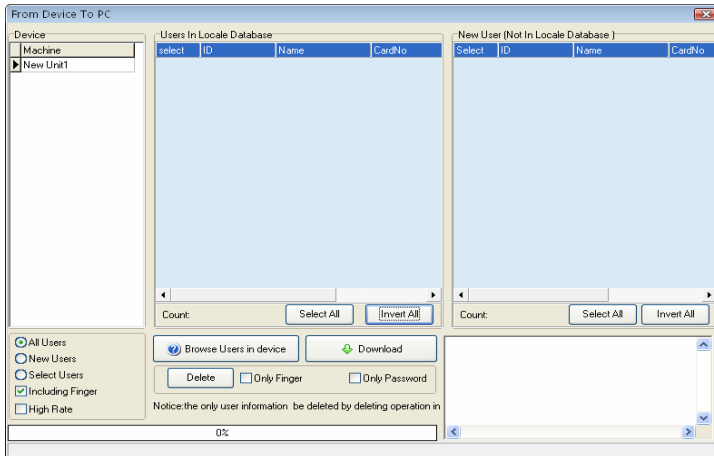 From Device To PC
Device
Machine
New Unit1
Users In Locale Database
select ID Name CardNo
Count: Select All Invert All
New User (Not In Locale Database )
Select ID Name CardNo
Count: Select All Invert All
All Users
New Users
Select Users
Including Finger
High Rate
Browse Users in device Download
Delete Only Finger Only Password
Notice:the only user information be deleted by deleting operation in
0%